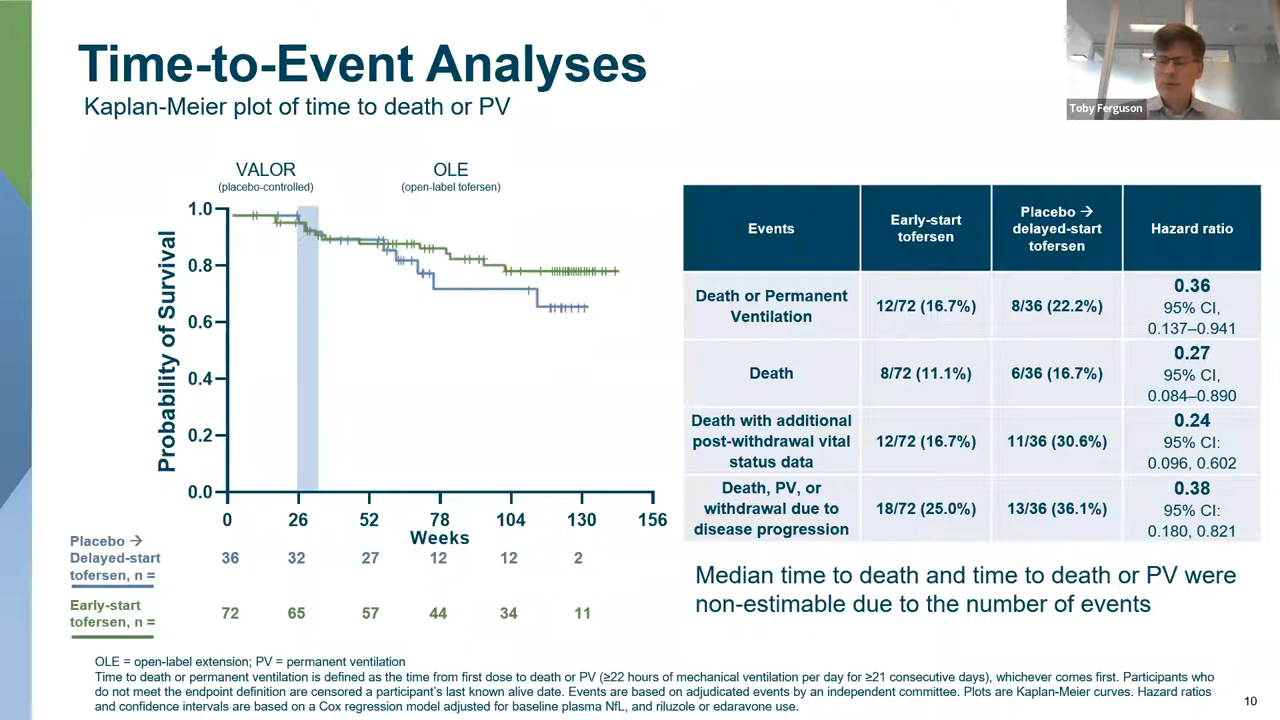 Time-to-Event Analyses
Kaplan-Meier plot of time to death or PV
Toby Ferguson
VALOR
(placebo-controlled)
OLE
(open-label tofersen)
Probability of Survival
1.0
0.8
0.6
0.4
0.2
0.0
0 26 52 78 104 130 156
Weeks
Placebo →
Delayed-start
tofersen, n =
36 32 27 12 12 2
Early-start
tofersen, n =
72 65 57 44 34 11
Events
Early-start
tofersen
Placebo →
delayed-start
tofersen
Hazard ratio
Death or Permanent
Ventilation
12/72 (16.7%)
8/36 (22.2%)
0.36
95% CI,
0.137–0.941
Death
8/72 (11.1%)
6/36 (16.7%)
0.27
95% CI,
0.084–0.890
Death with additional
post-withdrawal vital
status data
12/72 (16.7%)
11/36 (30.6%)
0.24
95% CI:
0.096, 0.602
Death, PV, or
withdrawal due to
disease progression
18/72 (25.0%)
13/36 (36.1%)
0.38
95% CI:
0.180, 0.821
Median time to death and time to death or PV were
non-estimable due to the number of events
OLE = open-label extension; PV = permanent ventilation
Time to death or permanent ventilation is defined as the time from first dose to death or PV (≥22 hours of mechanical ventilation per day for ≥21 consecutive days), whichever comes first. Participants who
do not meet the endpoint definition are censored a participant's last known alive date. Events are based on adjudicated events by an independent committee. Plots are Kaplan-Meier curves. Hazard ratios
and confidence intervals are based on a Cox regression model adjusted for baseline plasma NfL, and riluzole or edaravone use.
10